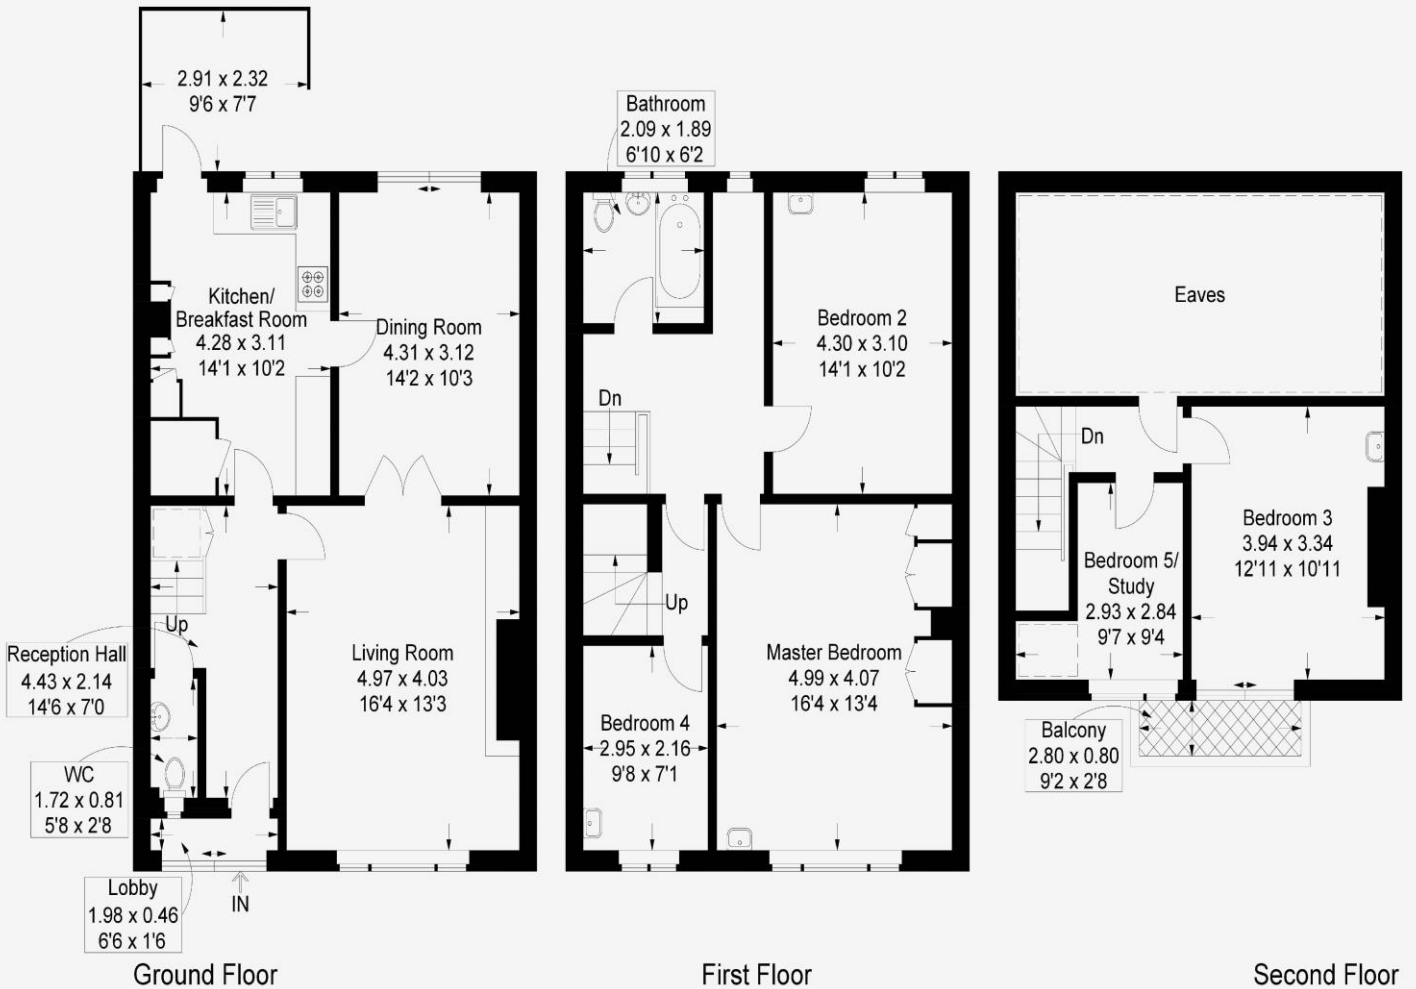 2.91 x 2.32
9'6 x 7'7
Kitchen/
Breakfast Room
4.28 x 3.11
14'1 x 10'2
Dining Room
4.31 x 3.12
14'2 x 10'3
Up
Reception Hall
4.43 x 2.14
14'6 x 7'0
Living Room
4.97 x 4.03
16'4 x 13'3
WC
1.72 x 0.81
5'8 x 2'8
Lobby
1.98 x 0.46
6'6 x 1'6
IN
Ground Floor
Bathroom
2.09 x 1.89
6'10 x 6'2
Bedroom 2
4.30 x 3.10
14'1 x 10'2
Dn
Up
Master Bedroom
4.99 x 4.07
16'4 x 13'4
Bedroom 4
2.95 x 2.16
9'8 x 7'1
First Floor
Eaves
Dn
Bedroom 3
3.94 x 3.34
12'11 x 10'11
Bedroom 5/
Study
2.93 x 2.84
9'7 x 9'4
Balcony
2.80 x 0.80
9'2 x 2'8
Second Floor